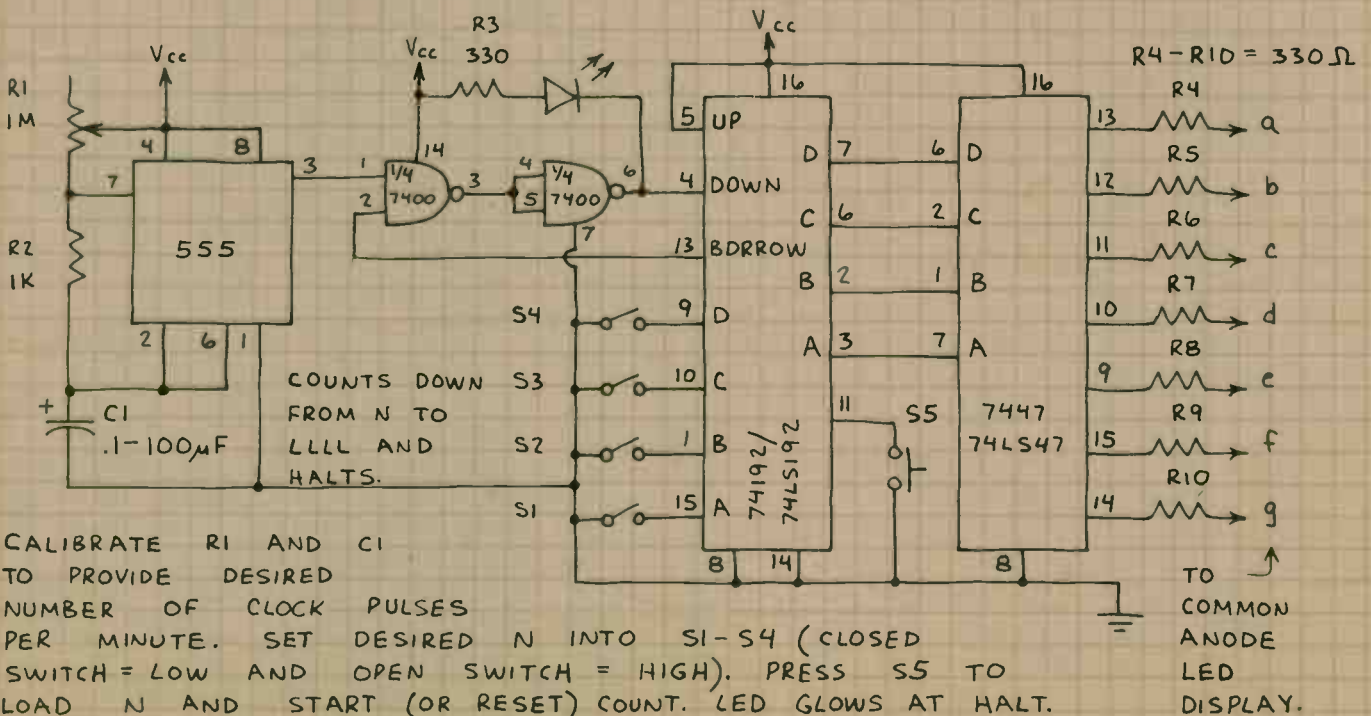 R3
330
Vcc
Vcc
Vcc
R4-R10 = 330Ω
R1
1M
4
8
7
3
555
2
6
1
R2
1K
+
C1
.1-100µF
1
2
14
1/4
7400
3
4
5
1/4
7400
6
7
16
5 UP
4 DOWN
13 BORROW
S4
9 D
S3
10 C
S2
1 B
S1
15 A
D 7
C 6
B 2
A 3
11
S5
74192/
74LS192
8
14
16
6 D
2 C
1 B
7 A
7447
74LS47
8
13
R4
a
12
R5
b
11
R6
c
10
R7
d
9
R8
e
15
R9
f
14
R10
g
COUNTS DOWN
FROM N TO
LLLL AND
HALTS.
CALIBRATE R1 AND C1
TO PROVIDE DESIRED
NUMBER OF CLOCK PULSES
PER MINUTE. SET DESIRED N INTO S1-S4 (CLOSED
SWITCH = LOW AND OPEN SWITCH = HIGH). PRESS S5 TO
LOAD N AND START (OR RESET) COUNT. LED GLOWS AT HALT.
TO
COMMON
ANODE
LED
DISPLAY.